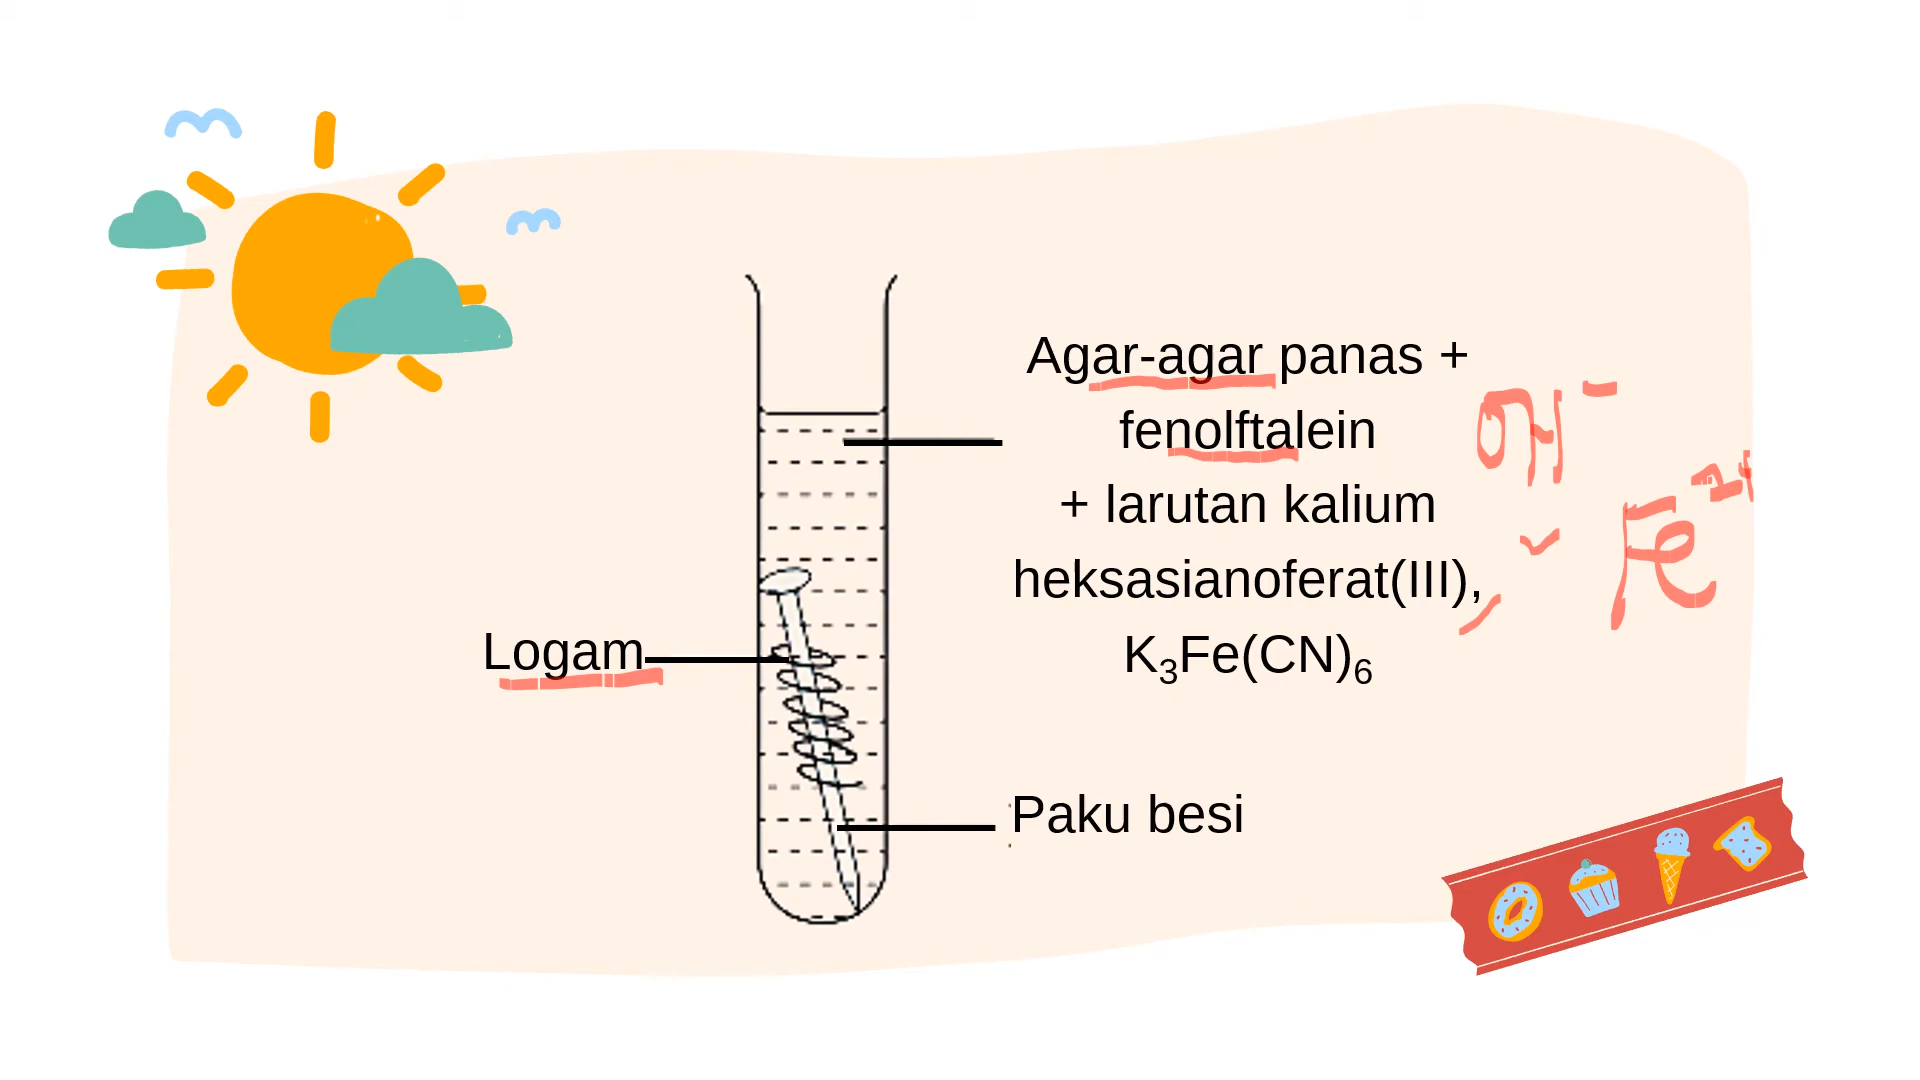 Agar-agar panas +
fenolftalein
+ larutan kalium
heksasianoferat(III),
K₃Fe(CN)₆
OH⁻
Fe²⁺
Logam
Paku besi